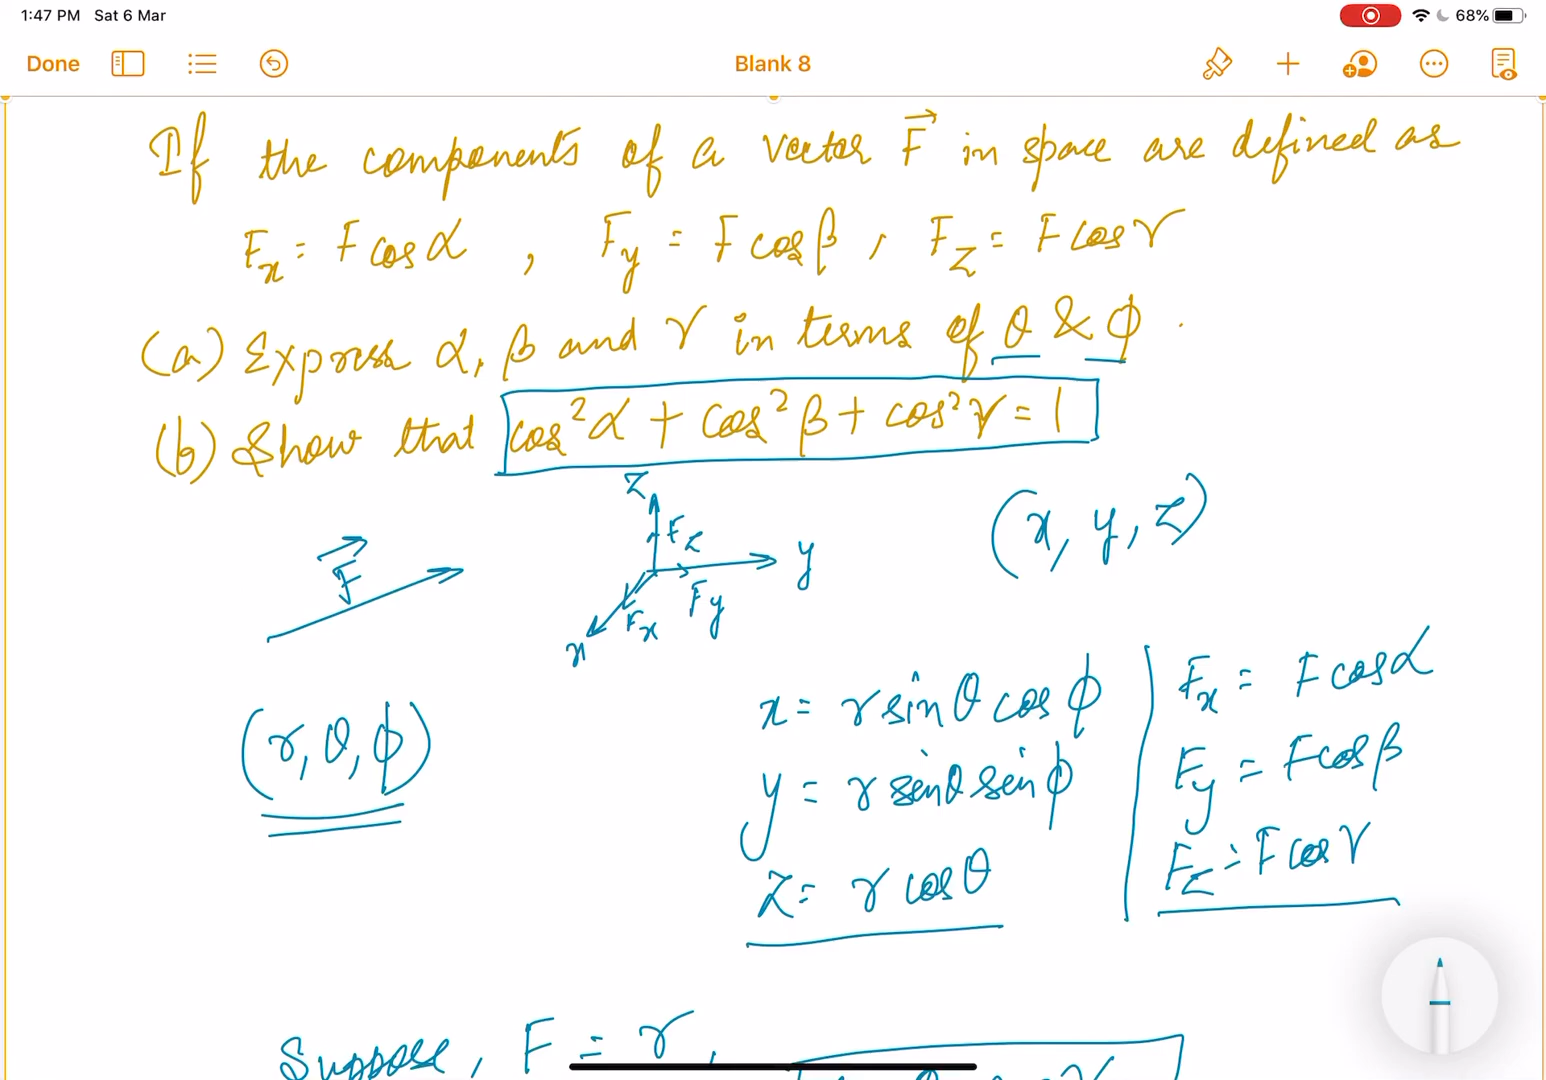 1:47 PM Sat 6 Mar
68%
Done
Blank 8
If the components of a vector F⃗ in space are defined as
Fx = F cos α , Fy = F cos β , Fz = F cos γ
(a) Express α, β and γ in terms of θ & ϕ .
(b) Show that cos²α + cos²β + cos²γ = 1
z
Fz
(x, y, z)
F⃗
y
Fy
Fx
x
x = r sin θ cos ϕ
Fx = F cos α
(r, θ, ϕ)
y = r sin θ sin ϕ
Fy = F cos β
z = r cos θ
Fz = F cos γ
Suppose, F = r,